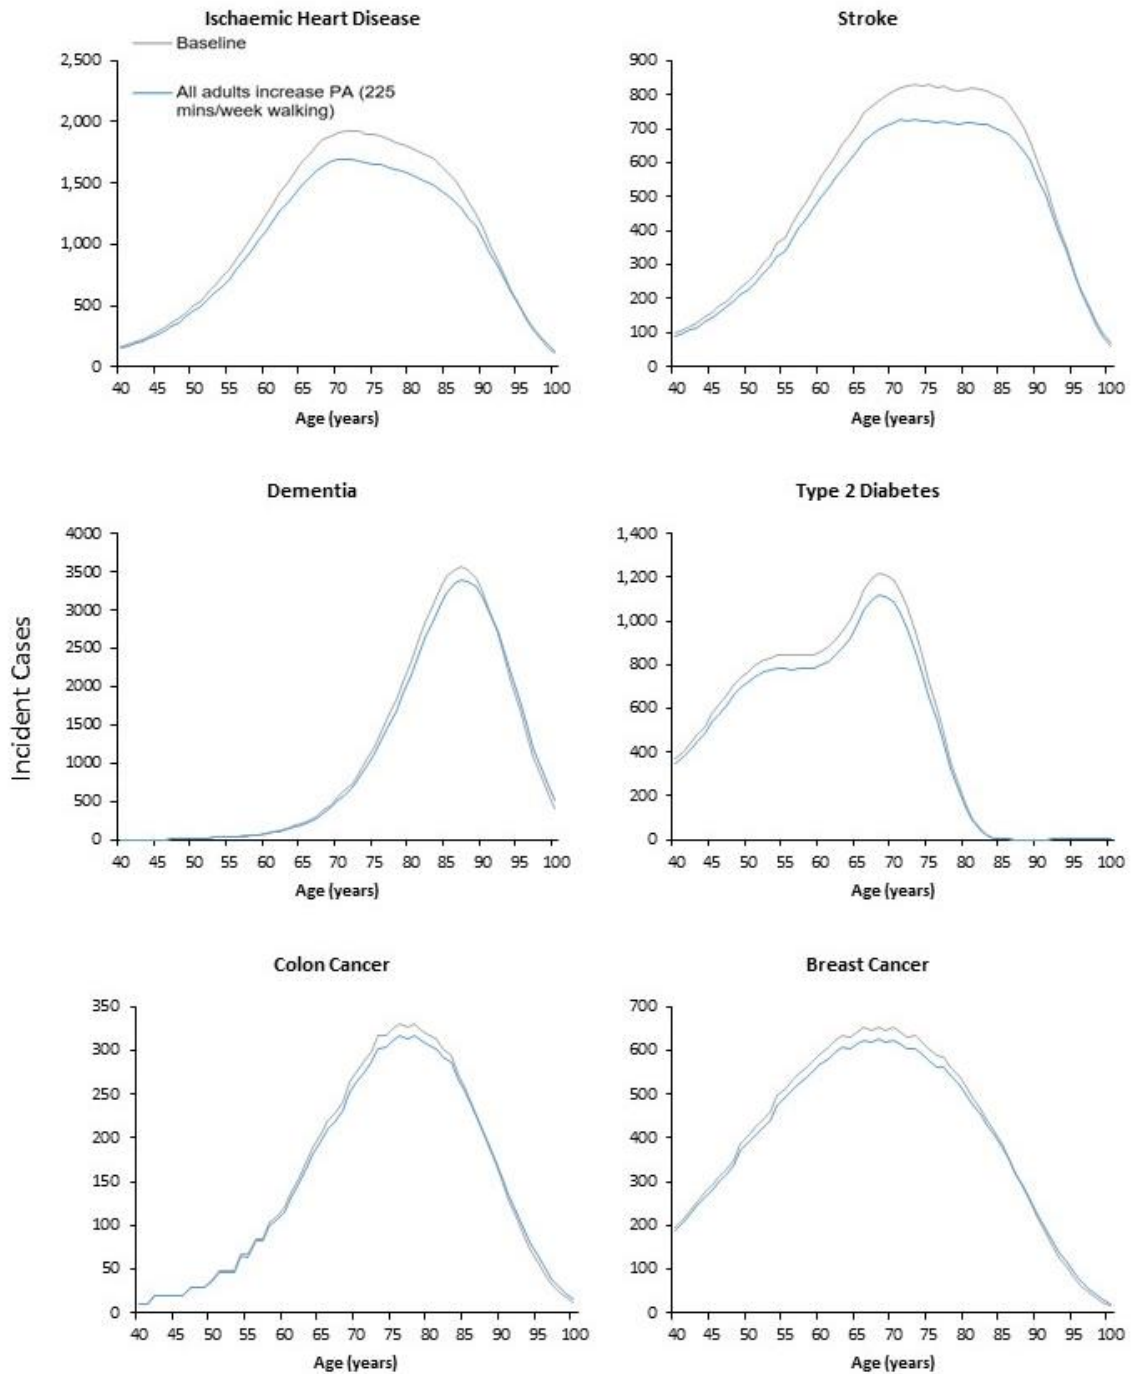 Ischaemic Heart Disease
Baseline
All adults increase PA (225
mins/week walking)
2,500
2,000
1,500
1,000
500
0
40 45 50 55 60 65 70 75 80 85 90 95 100
Age (years)
Stroke
900
800
700
600
500
400
300
200
100
0
40 45 50 55 60 65 70 75 80 85 90 95 100
Age (years)
Incident Cases
Dementia
4000
3500
3000
2500
2000
1500
1000
500
0
40 45 50 55 60 65 70 75 80 85 90 95 100
Age (years)
Type 2 Diabetes
1,400
1,200
1,000
800
600
400
200
0
40 45 50 55 60 65 70 75 80 85 90 95 100
Age (years)
Colon Cancer
350
300
250
200
150
100
50
0
40 45 50 55 60 65 70 75 80 85 90 95 100
Age (years)
Breast Cancer
700
600
500
400
300
200
100
0
40 45 50 55 60 65 70 75 80 85 90 95 100
Age (years)